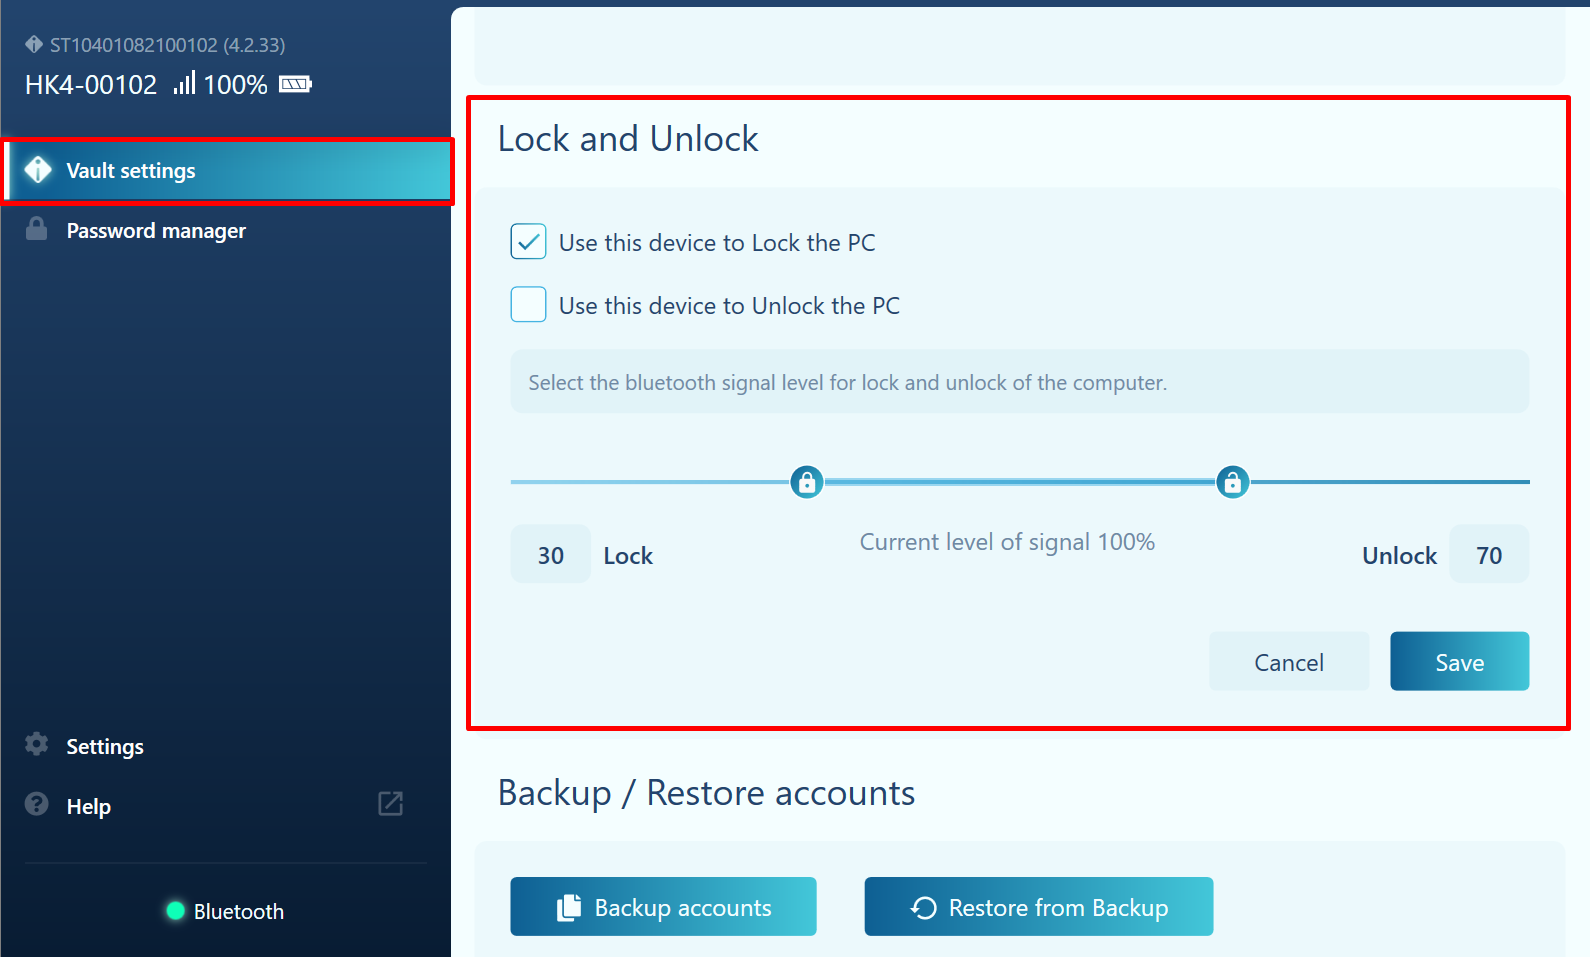 ST10401082100102 (4.2.33)
HK4-00102 100%
Vault settings
Password manager
Settings
Help
Bluetooth
Lock and Unlock
Use this device to Lock the PC
Use this device to Unlock the PC
Select the bluetooth signal level for lock and unlock of the computer.
30 Lock
Current level of signal 100%
Unlock 70
Cancel
Save
Backup / Restore accounts
Backup accounts
Restore from Backup